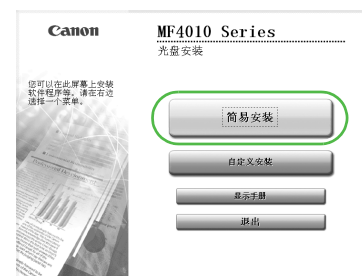 Canon
MF4010 Series
光盘安装
您可以在此屏幕上安装
软件程序等。请在右边
选择一个菜单。
简易安装
自定义安装
显示手册
退出